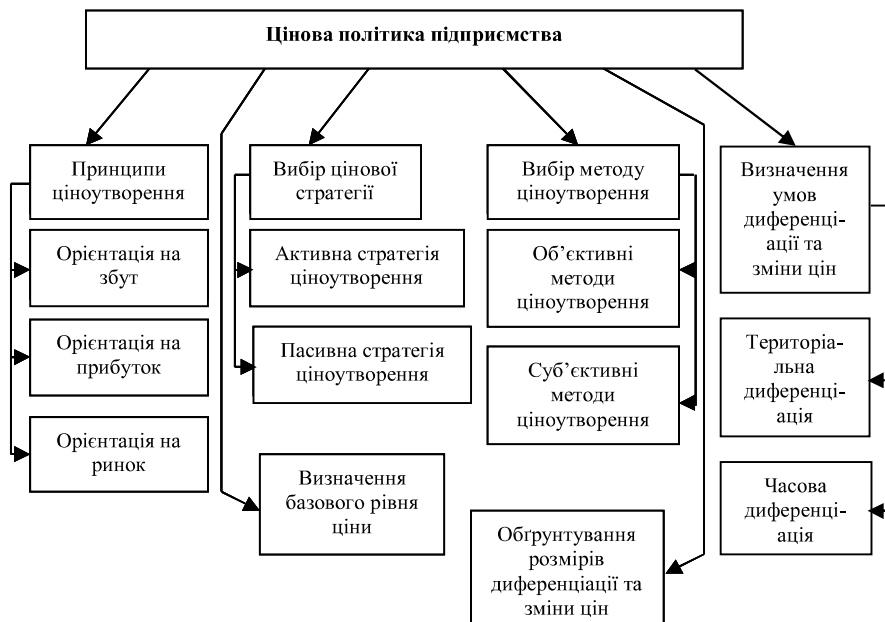 Цінова політика підприємства
Принципи
ціноутворення
Орієнтація на
збут
Орієнтація на
прибуток
Орієнтація на
ринок
Вибір цінової
стратегії
Активна стратегія
ціноутворення
Пасивна стратегія
ціноутворення
Визначення
базового рівня
ціни
Вибір методу
ціноутворення
Об’єктивні
методи
ціноутворення
Суб’єктивні
методи
ціноутворення
Обґрунтування
розмірів
диференціації та
зміни цін
Визначення
умов
диференці-
ації та
зміни цін
Територіа-
льна
диференці-
ація
Часова
диференці-
ація